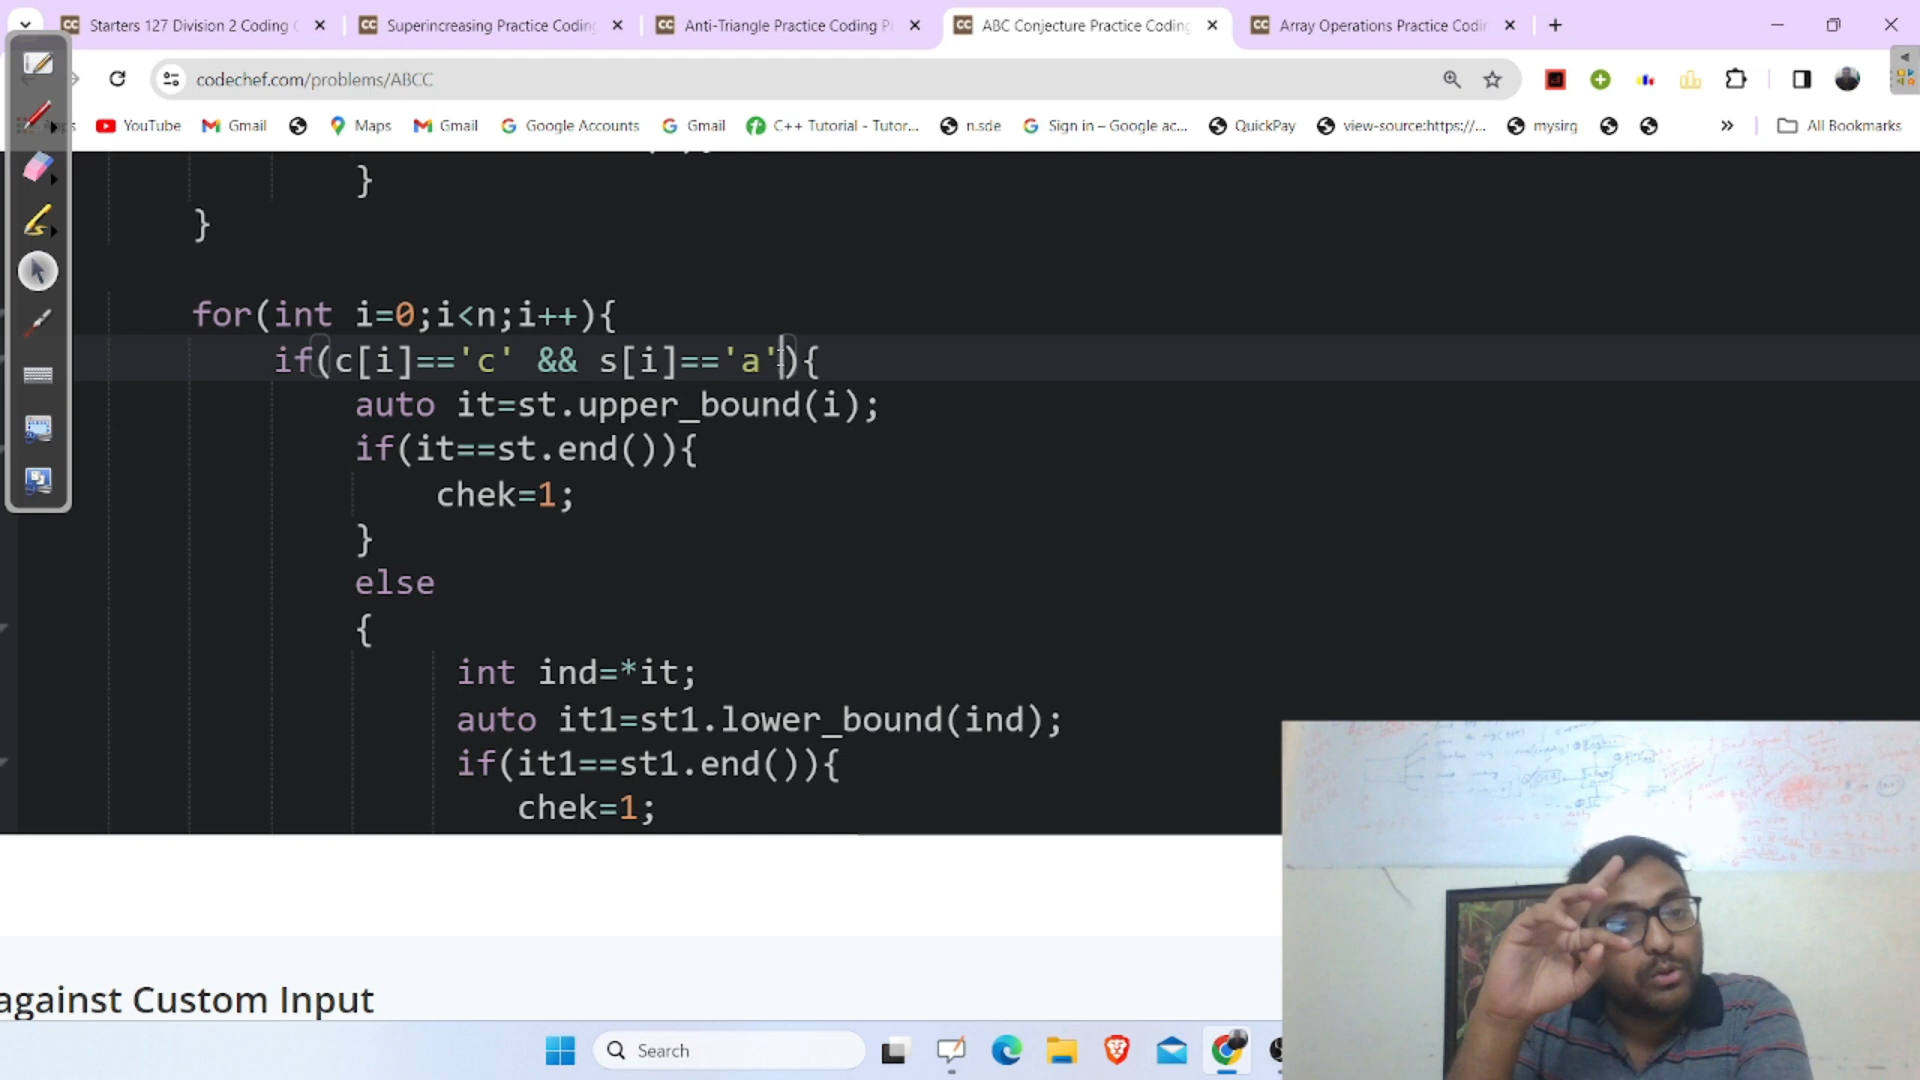 Starters 127 Division 2 Coding
Superincreasing Practice Coding
Anti-Triangle Practice Coding P
ABC Conjecture Practice Coding
Array Operations Practice Codin
codechef.com/problems/ABCC
YouTube
Gmail
Maps
Gmail
Google Accounts
Gmail
C++ Tutorial - Tutor...
n.sde
Sign in – Google ac...
QuickPay
view-source:https://...
mysirg
All Bookmarks
}
}
for(int i=0;i<n;i++){
if(c[i]=='c' && s[i]=='a'){
auto it=st.upper_bound(i);
if(it==st.end()){
chek=1;
}
else
{
int ind=*it;
auto it1=st1.lower_bound(ind);
if(it1==st1.end()){
chek=1;
against Custom Input
Search